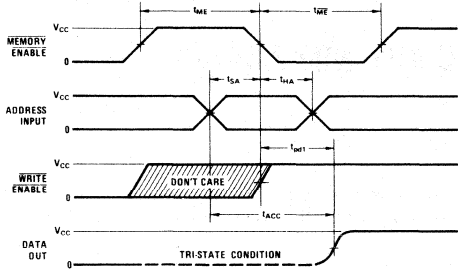 tME
tME
VCC
MEMORY
ENABLE
0
tSA
tHA
VCC
ADDRESS
INPUT
0
tpd1
VCC
WRITE
ENABLE
DON'T CARE
0
tACC
VCC
DATA
OUT
TRI-STATE CONDITION
0